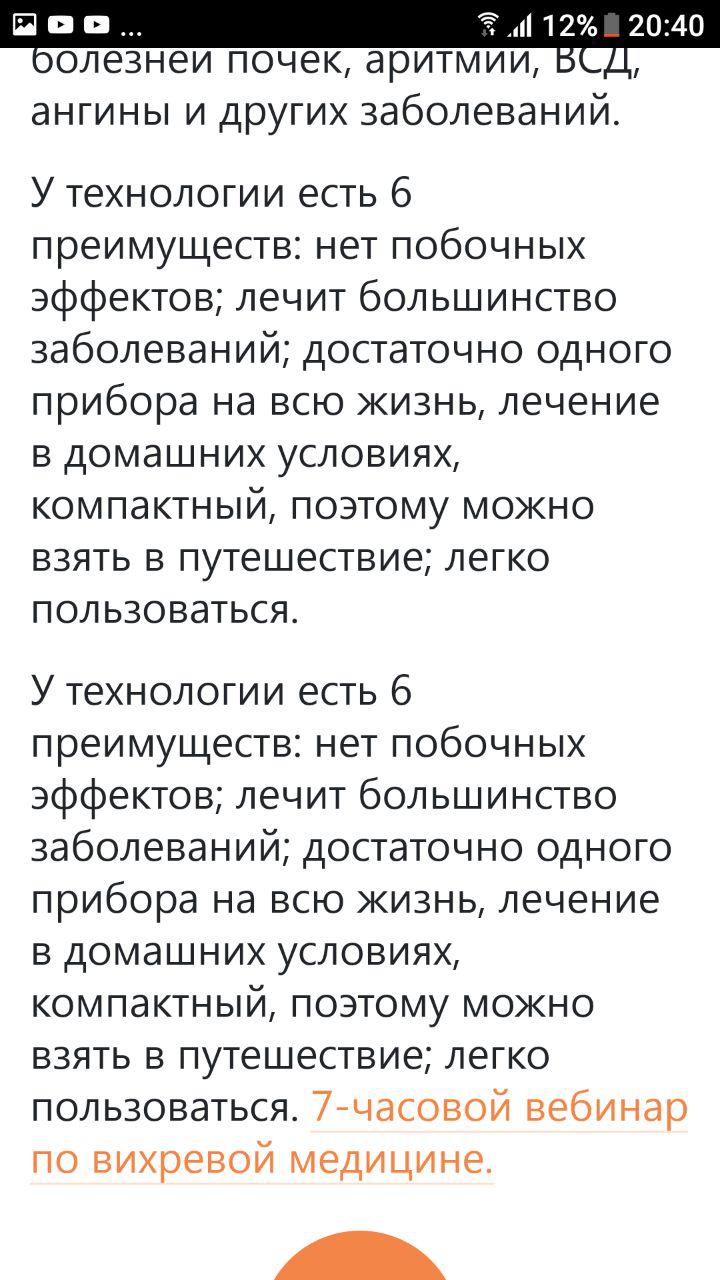 ... 12% 20:40
болезней почек, аритмии, ВСД,
ангины и других заболеваний.
У технологии есть 6
преимуществ: нет побочных
эффектов; лечит большинство
заболеваний; достаточно одного
прибора на всю жизнь, лечение
в домашних условиях,
компактный, поэтому можно
взять в путешествие; легко
пользоваться.
У технологии есть 6
преимуществ: нет побочных
эффектов; лечит большинство
заболеваний; достаточно одного
прибора на всю жизнь, лечение
в домашних условиях,
компактный, поэтому можно
взять в путешествие; легко
пользоваться. 7-часовой вебинар
по вихревой медицине.